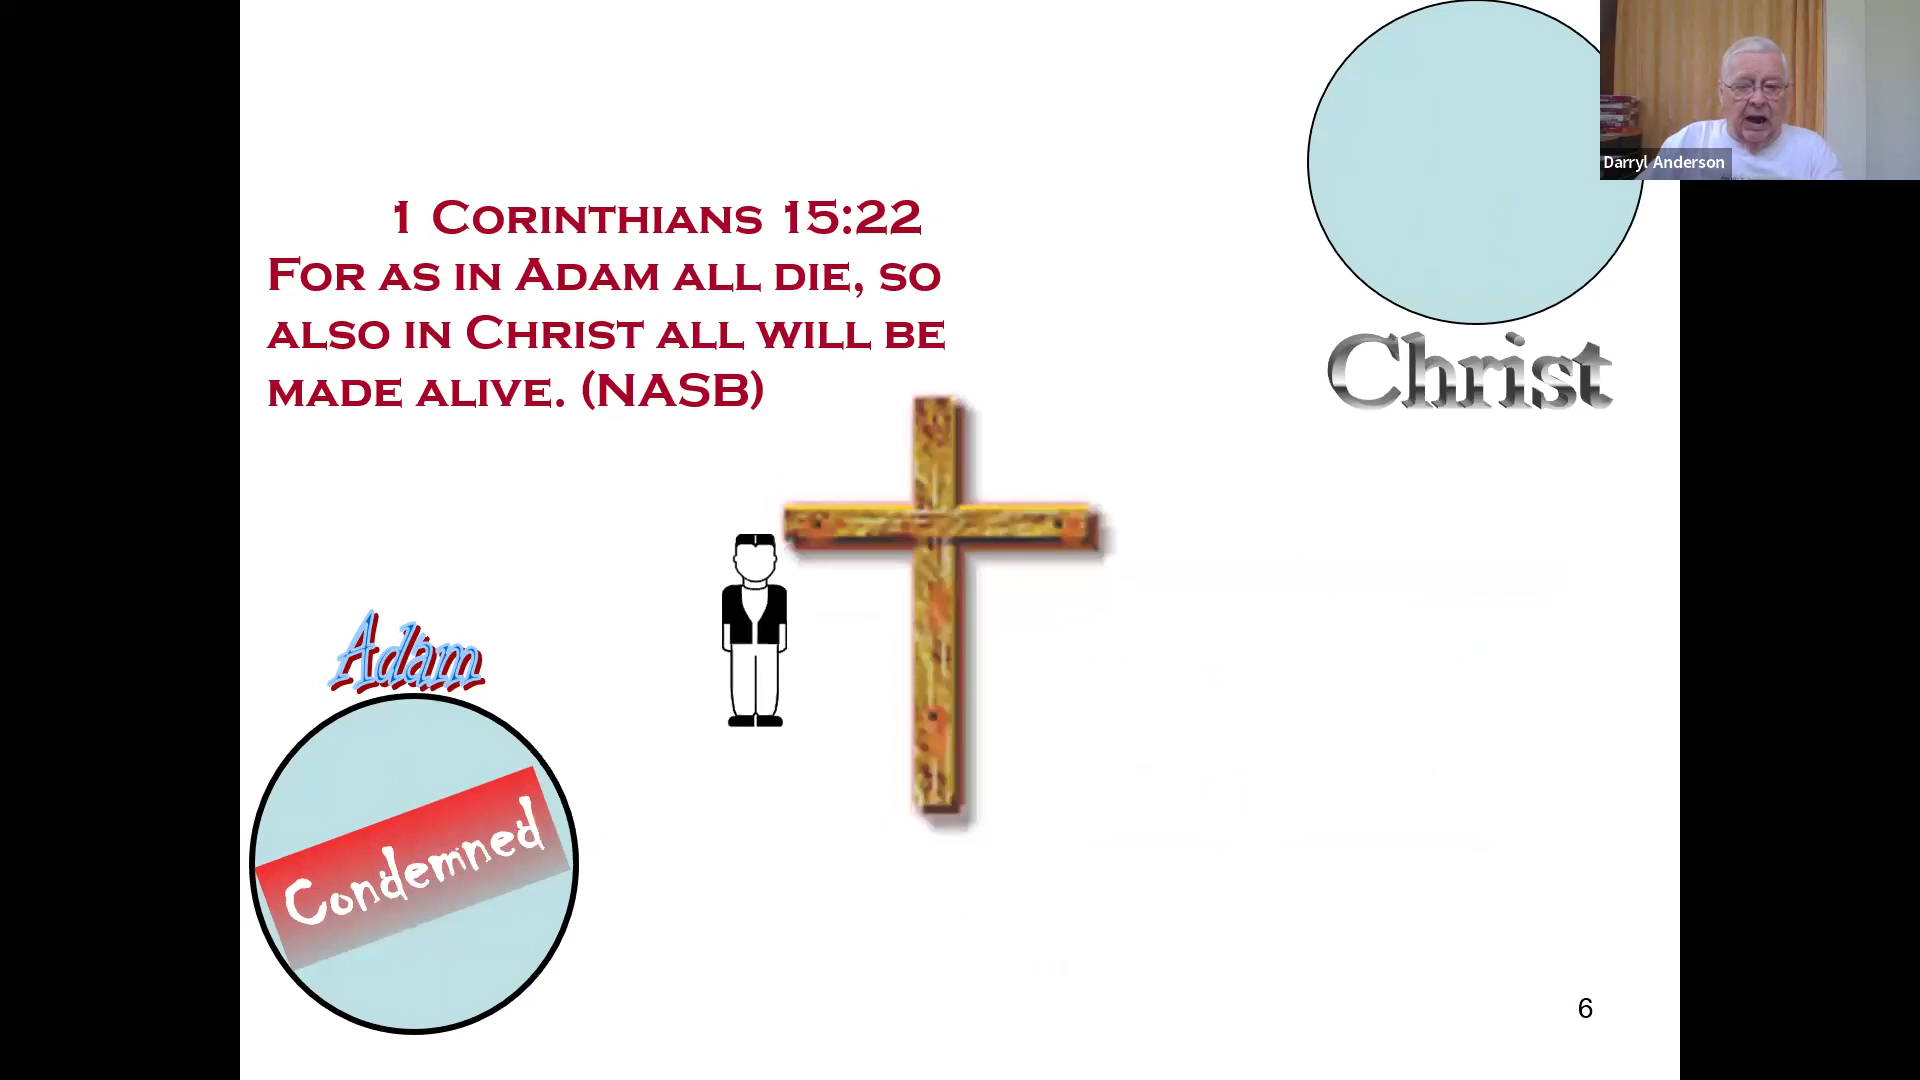 Darryl Anderson
1 Corinthians 15:22
For as in Adam all die, so
also in Christ all will be
made alive. (NASB)
Christ
Adam
Condemned
6